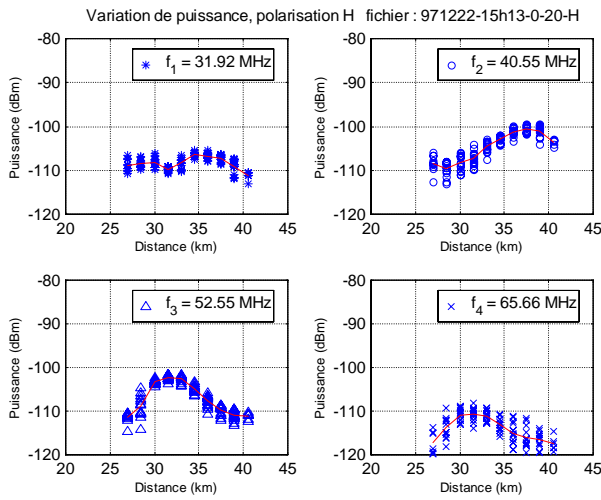 Variation de puissance, polarisation H fichier : 971222-15h13-0-20-H
-80
-90
-100
-110
-120
Puissance (dBm)
f1 = 31.92 MHz
20 25 30 35 40 45
Distance (km)
-80
-90
-100
-110
-120
Puissance (dBm)
f2 = 40.55 MHz
20 25 30 35 40 45
Distance (km)
-80
-90
-100
-110
-120
Puissance (dBm)
f3 = 52.55 MHz
20 25 30 35 40 45
Distance (km)
-80
-90
-100
-110
-120
Puissance (dBm)
f4 = 65.66 MHz
20 25 30 35 40 45
Distance (km)